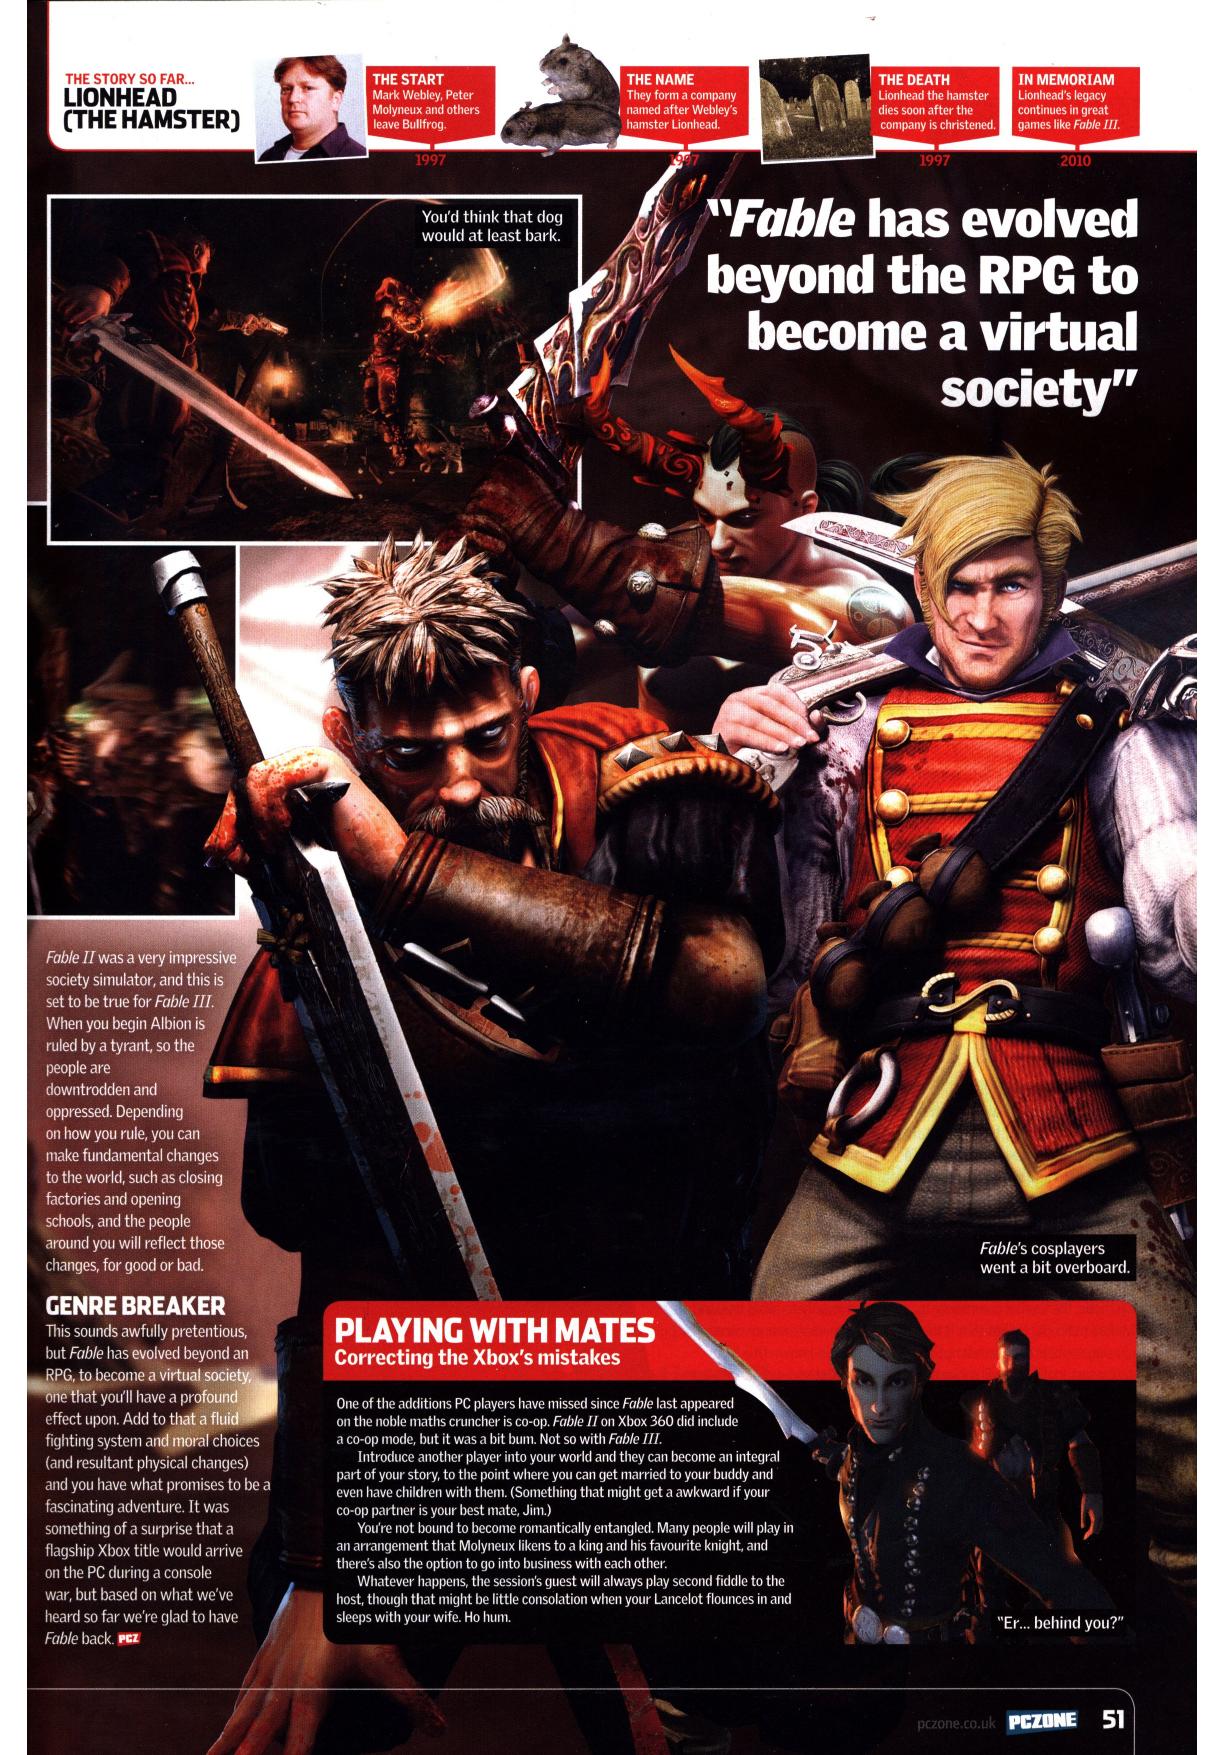 THE STORY SO FAR...
LIONHEAD
(THE HAMSTER)
THE START
Mark Webley, Peter
Molyneux and others
leave Bullfrog.
1997
THE NAME
They form a company
named after Webley's
hamster Lionhead.
1997
THE DEATH
Lionhead the hamster
dies soon after the
company is christened.
1997
IN MEMORIAM
Lionhead's legacy
continues in great
games like Fable III.
2010
You'd think that dog
would at least bark.
"Fable has evolved
beyond the RPG to
become a virtual
society"
Fable II was a very impressive
society simulator, and this is
set to be true for Fable III.
When you begin Albion is
ruled by a tyrant, so the
people are
downtrodden and
oppressed. Depending
on how you rule, you can
make fundamental changes
to the world, such as closing
factories and opening
schools, and the people
around you will reflect those
changes, for good or bad.
GENRE BREAKER
This sounds awfully pretentious,
but Fable has evolved beyond an
RPG, to become a virtual society,
one that you'll have a profound
effect upon. Add to that a fluid
fighting system and moral choices
(and resultant physical changes)
and you have what promises to be a
fascinating adventure. It was
something of a surprise that a
flagship Xbox title would arrive
on the PC during a console
war, but based on what we've
heard so far we're glad to have
Fable back. PCZ
Fable's cosplayers
went a bit overboard.
PLAYING WITH MATES
Correcting the Xbox's mistakes
One of the additions PC players have missed since Fable last appeared
on the noble maths cruncher is co-op. Fable II on Xbox 360 did include
a co-op mode, but it was a bit bum. Not so with Fable III.
Introduce another player into your world and they can become an integral
part of your story, to the point where you can get married to your buddy and
even have children with them. (Something that might get a awkward if your
co-op partner is your best mate, Jim.)
You're not bound to become romantically entangled. Many people will play in
an arrangement that Molyneux likens to a king and his favourite knight, and
there's also the option to go into business with each other.
Whatever happens, the session's guest will always play second fiddle to the
host, though that might be little consolation when your Lancelot flounces in and
sleeps with your wife. Ho hum.
"Er... behind you?"
pczone.co.uk PCZONE 51